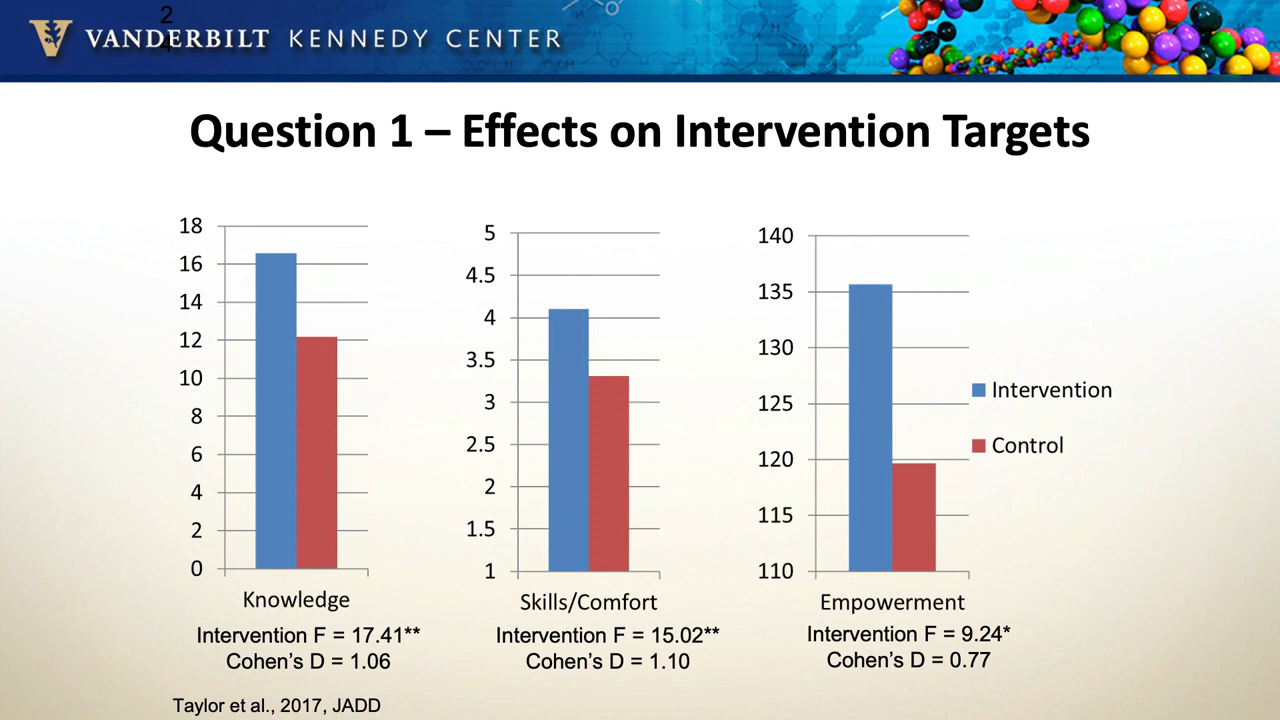 2
VANDERBILT KENNEDY CENTER
Question 1 – Effects on Intervention Targets
18
16
14
12
10
8
6
4
2
0
Knowledge
Intervention F = 17.41**
Cohen's D = 1.06
5
4.5
4
3.5
3
2.5
2
1.5
1
Skills/Comfort
Intervention F = 15.02**
Cohen's D = 1.10
140
135
130
125
120
115
110
Empowerment
Intervention F = 9.24*
Cohen's D = 0.77
Intervention
Control
Taylor et al., 2017, JADD